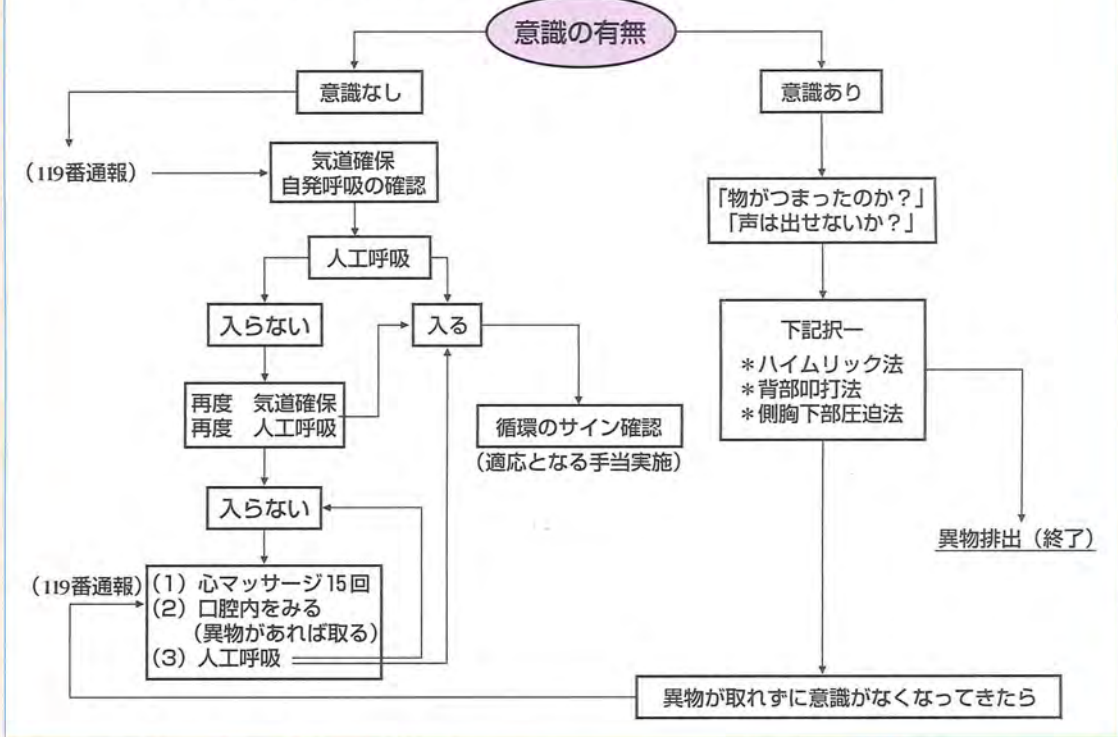 意識の有無
意識なし
意識あり
(119番通報)
気道確保
自発呼吸の確認
「物がつまったのか?」
「声は出せないか?」
人工呼吸
入らない
入る
下記択一
*ハイムリック法
*背部叩打法
*側胸下部圧迫法
再度 気道確保
再度 人工呼吸
循環のサイン確認
(適応となる手当実施)
入らない
異物排出(終了)
(119番通報)
(1)心マッサージ15回
(2)口腔内をみる
(異物があれば取る)
(3)人工呼吸
異物が取れずに意識がなくなってきたら